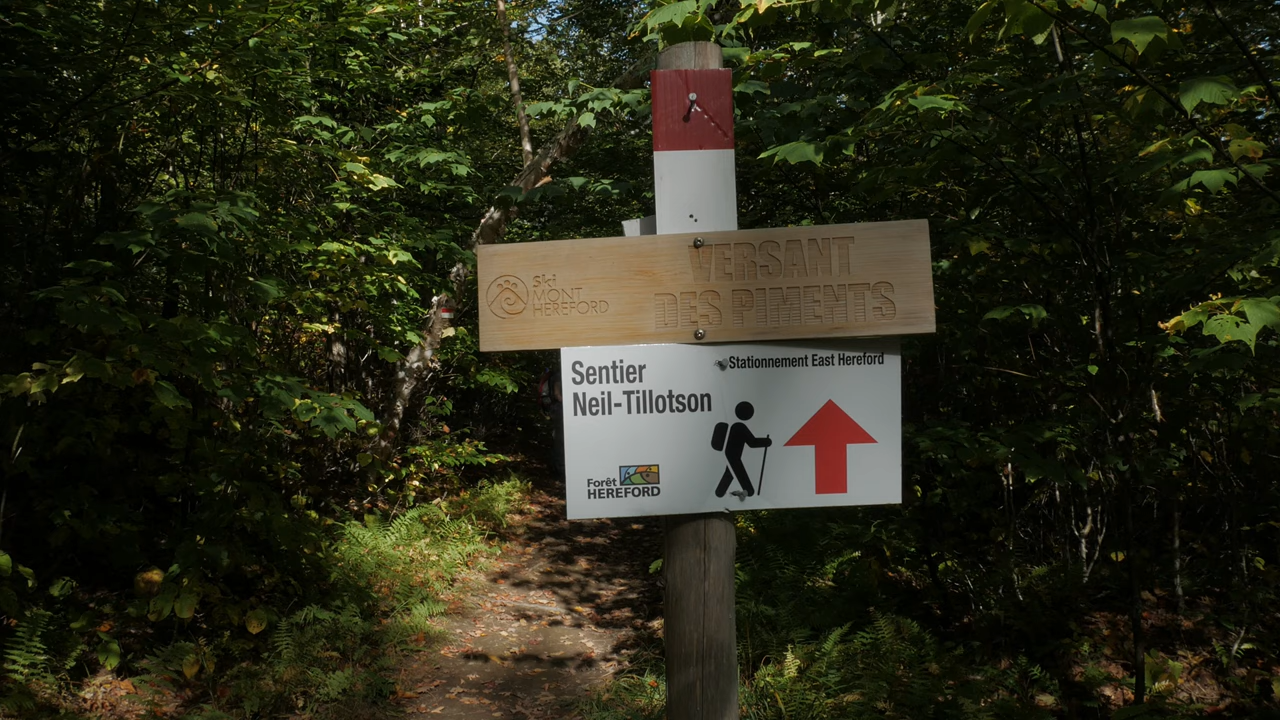 Ski
MONT
HEREFORD
VERSANT
DES PIMENTS
Sentier
Neil-Tillotson
Stationnement East Hereford
Forêt
HEREFORD